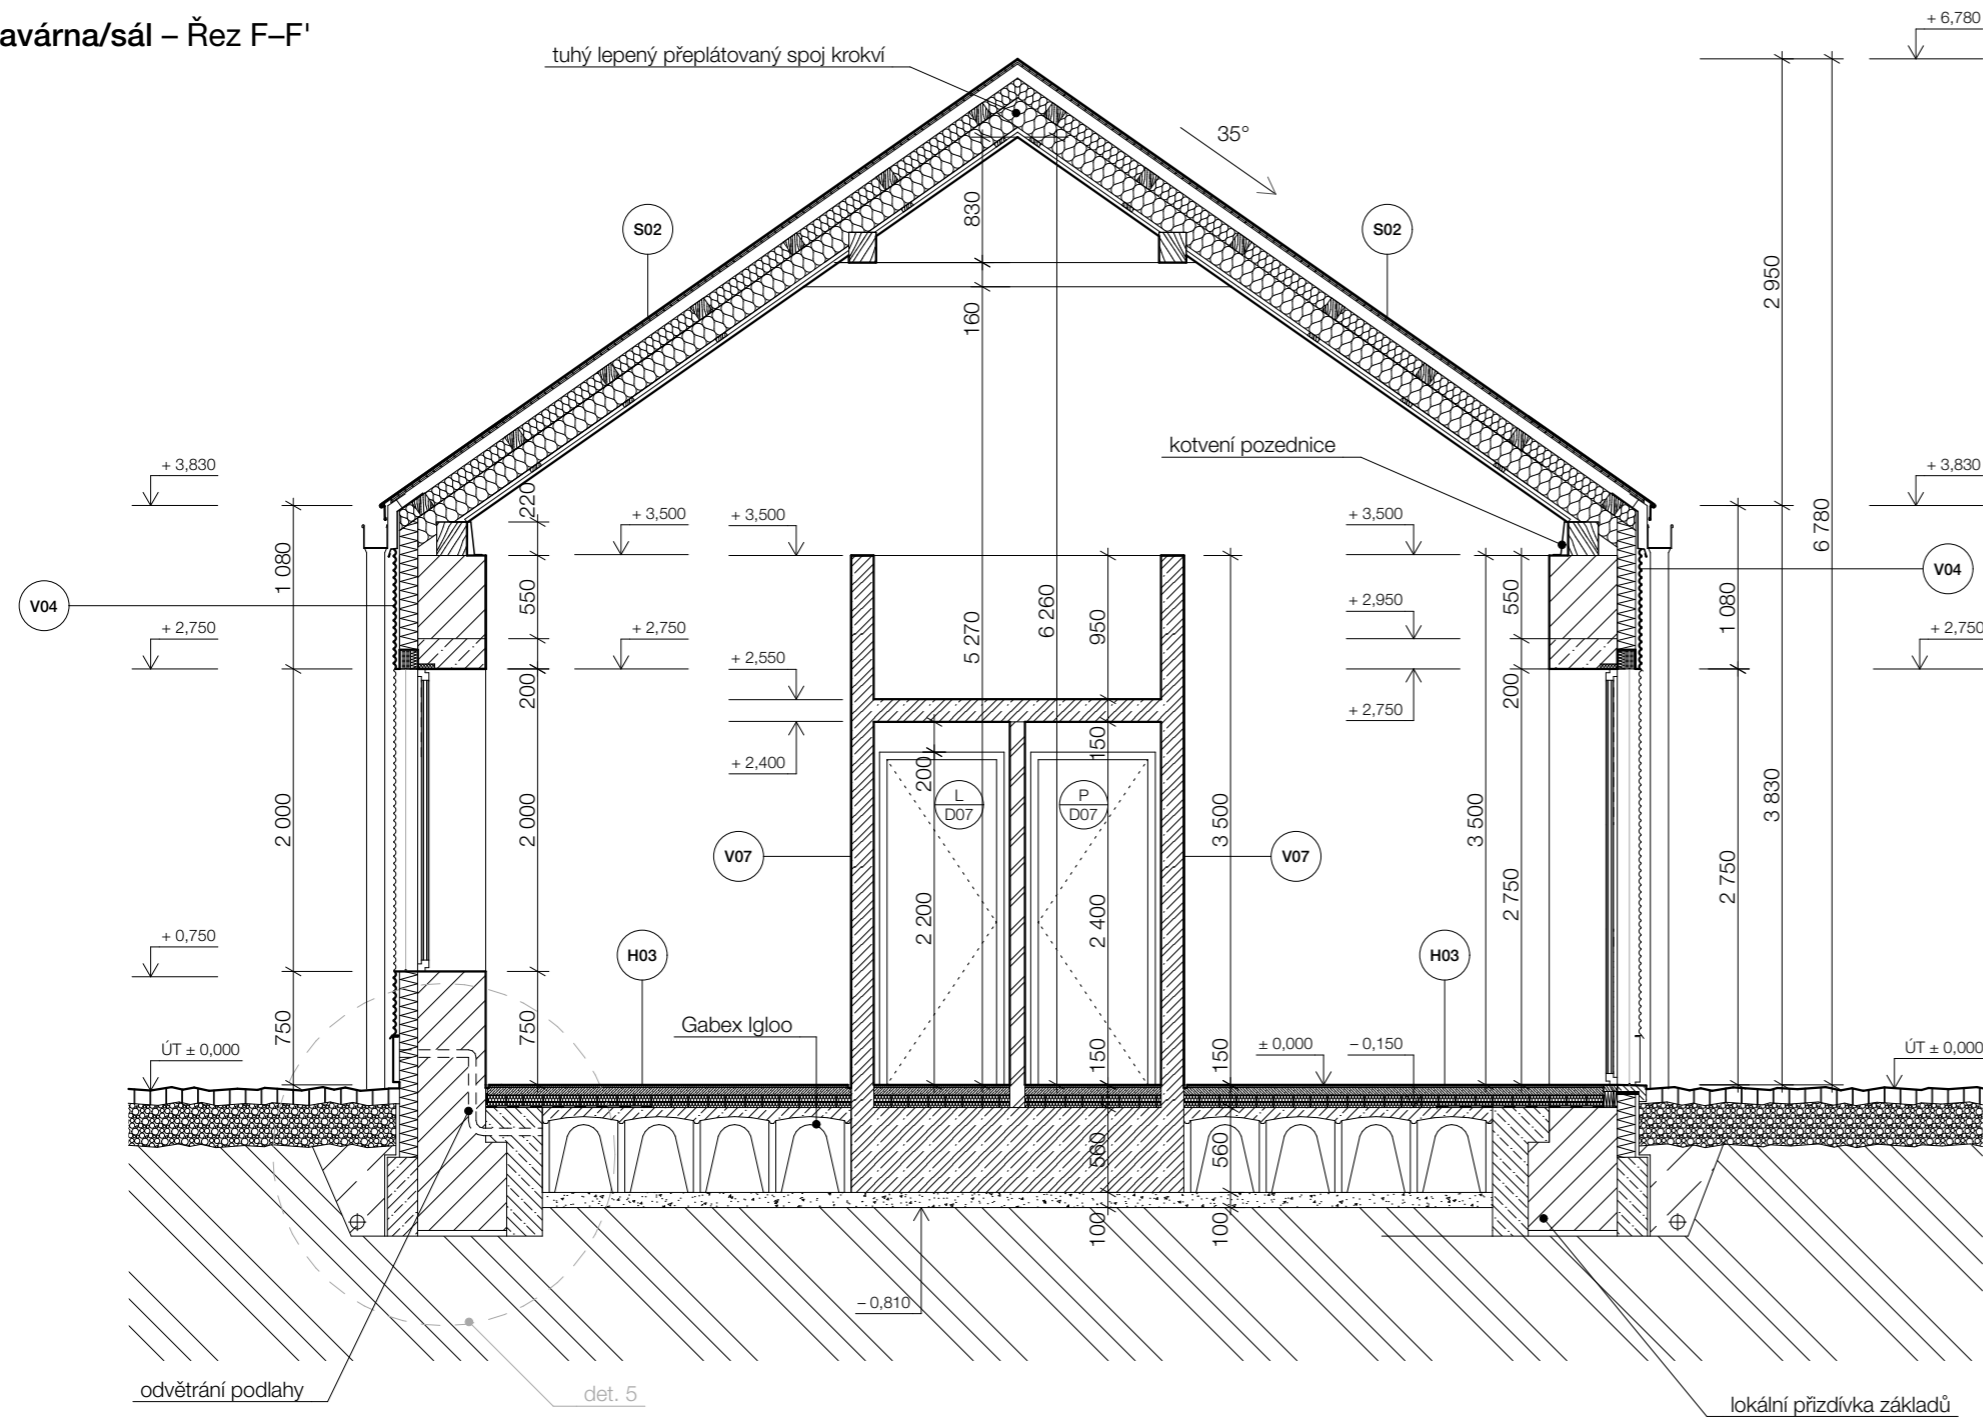 avárna/sál – Řez F–F'
+ 6,780
tuhý lepený přeplátovaný spoj krokví
35°
S02
S02
830
160
2 950
kotvení pozednice
+ 3,830
+ 3,830
220
+ 3,500
+ 3,500
+ 3,500
6 780
1 080
V04
550
5 270
6 260
950
+ 2,950
550
1 080
V04
+ 2,750
+ 2,750
+ 2,550
+ 2,750
200
+ 2,400
150
200
+ 2,750
200
L
D07
P
D07
2 000
2 000
3 500
3 500
3 830
V07
V07
2 200
2 400
2 750
2 750
+ 0,750
H03
H03
750
750
Gabex Igloo
150
150
± 0,000
– 0,150
ÚT ± 0,000
ÚT ± 0,000
560
560
100
100
– 0,810
odvětrání podlahy
det. 5
lokální přizdívka základů